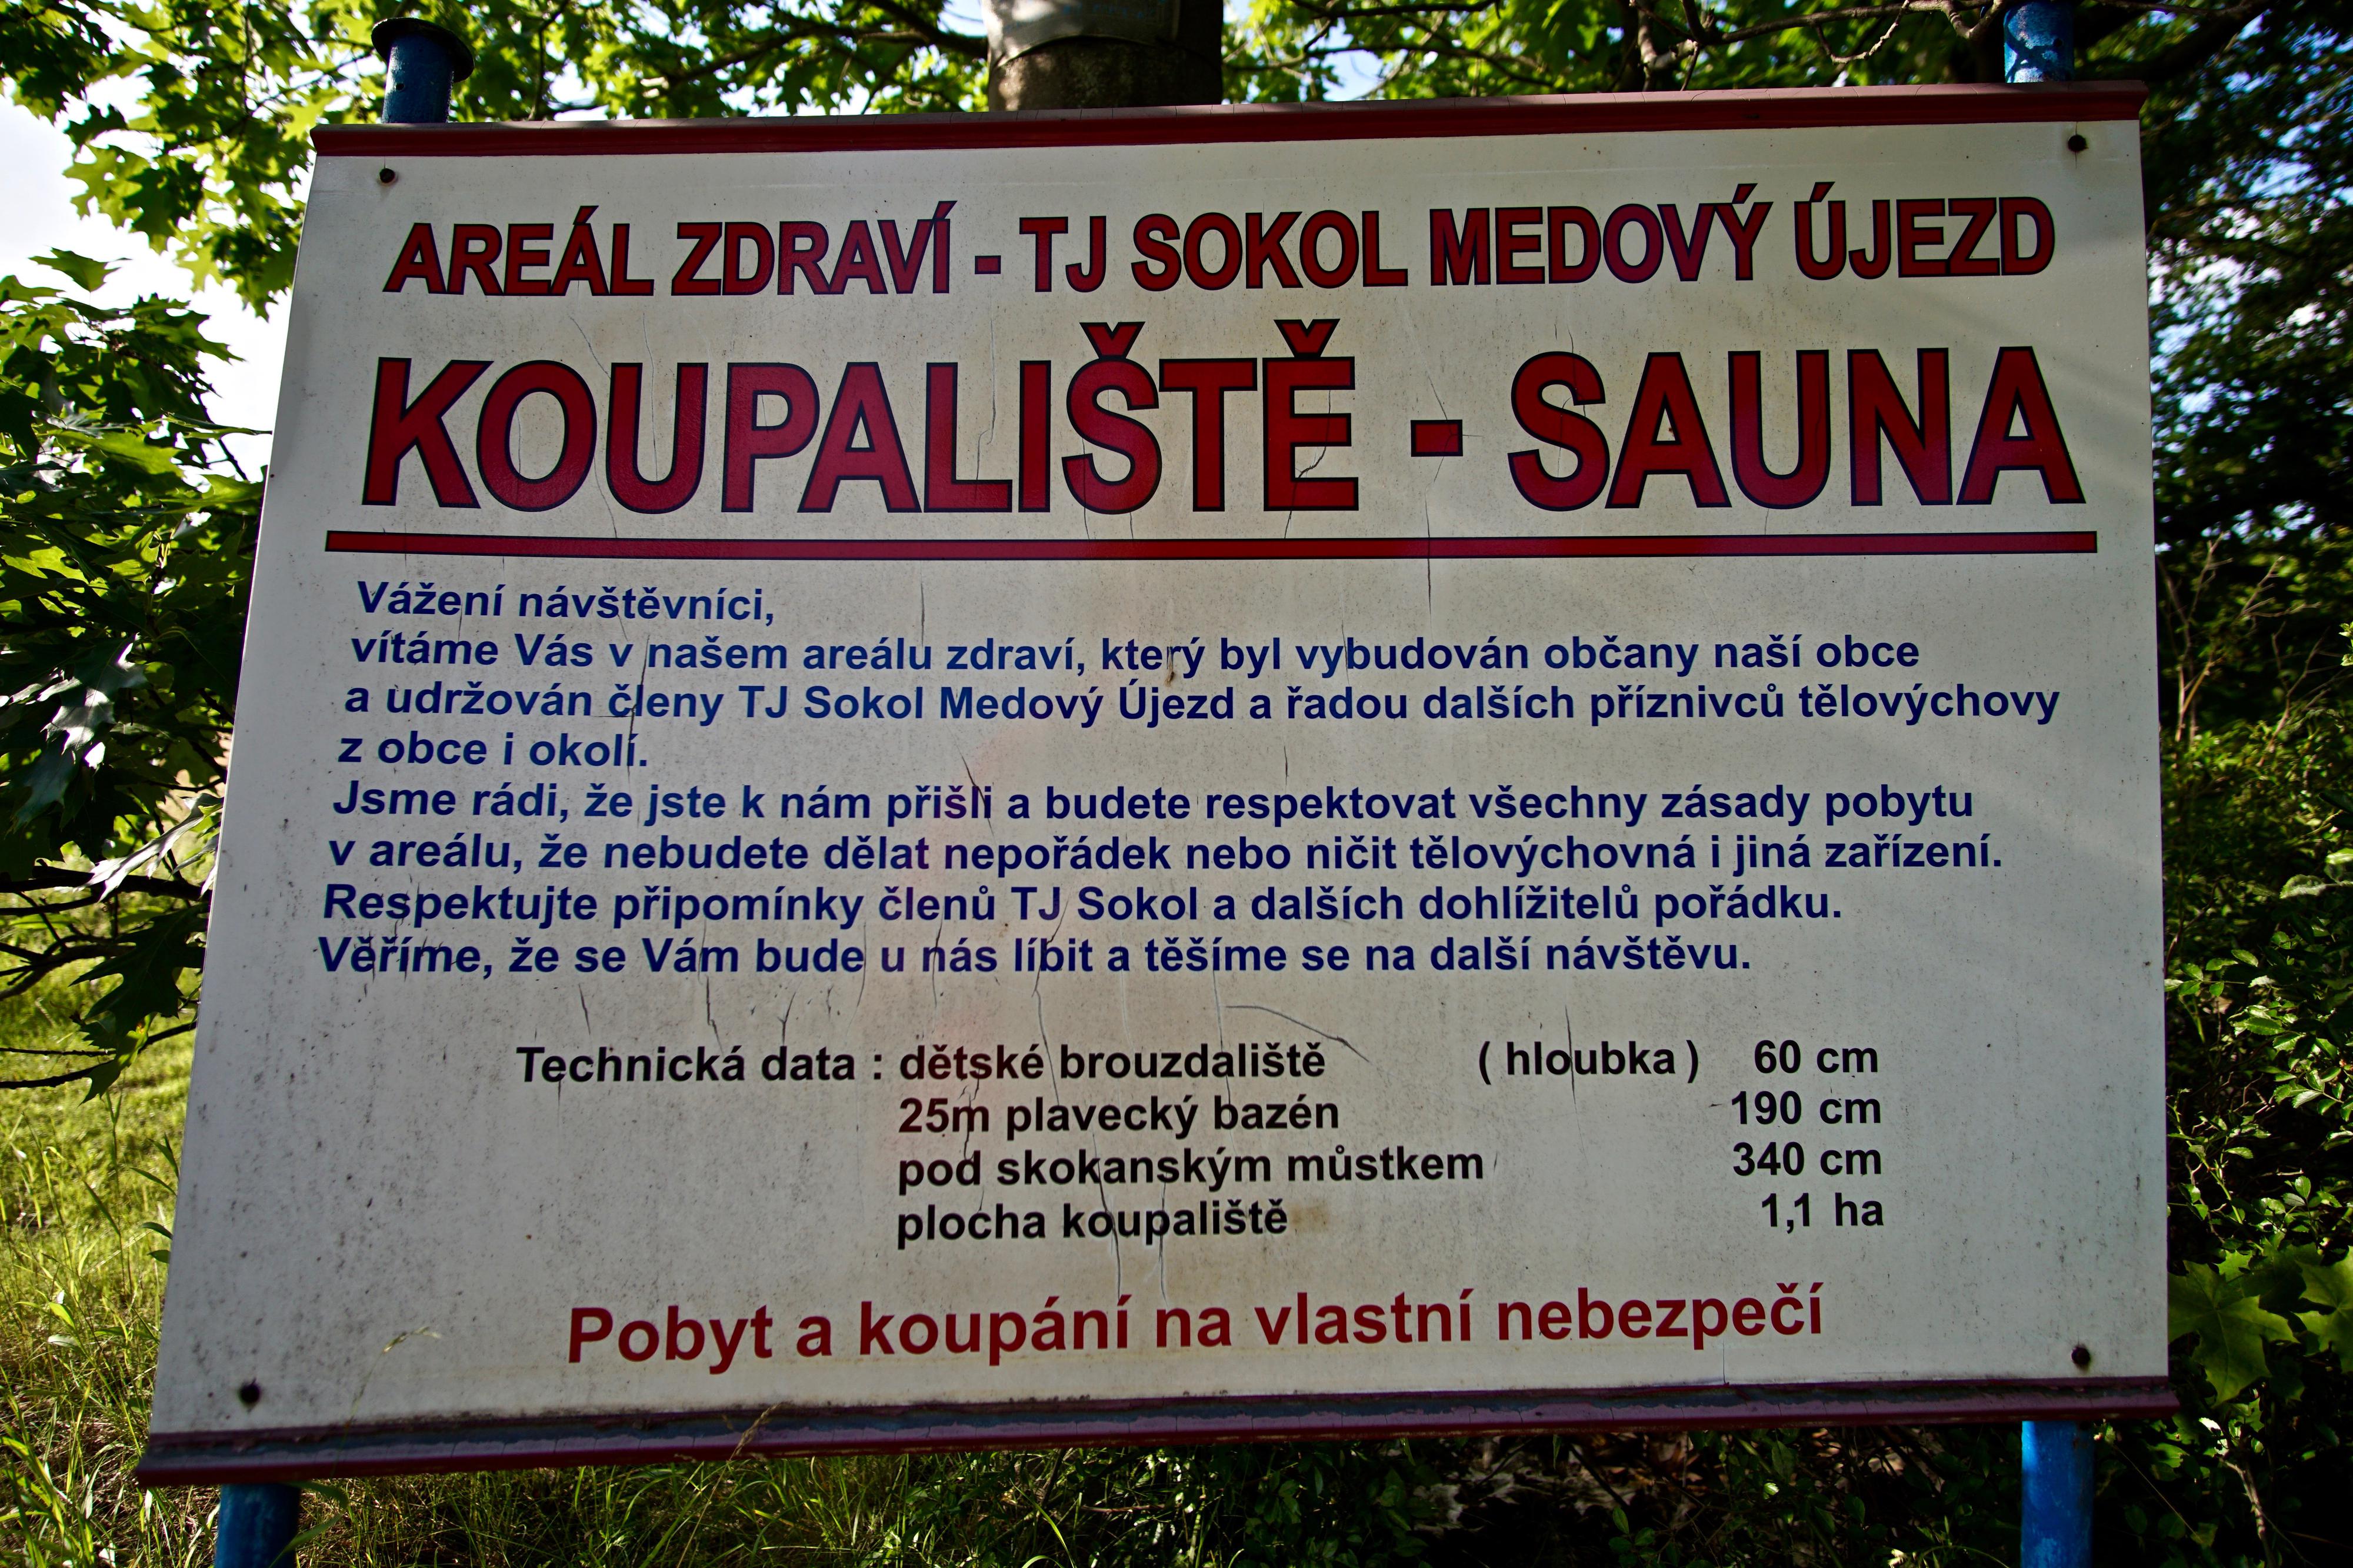 AREÁL ZDRAVÍ - TJ SOKOL MEDOVÝ ÚJEZD
KOUPALIŠTĚ - SAUNA
Vážení návštěvníci,
vítáme Vás v našem areálu zdraví, který byl vybudován občany naší obce
a udržován členy TJ Sokol Medový Újezd a řadou dalších příznivců tělovýchovy
z obce i okolí.
Jsme rádi, že jste k nám přišli a budete respektovat všechny zásady pobytu
v areálu, že nebudete dělat nepořádek nebo ničit tělovýchovná i jiná zařízení.
Respektujte připomínky členů TJ Sokol a dalších dohlížitelů pořádku.
Věříme, že se Vám bude u nás líbit a těšíme se na další návštěvu.
Technická data : dětské brouzdaliště ( hloubka ) 60 cm
25m plavecký bazén 190 cm
pod skokanským můstkem 340 cm
plocha koupaliště 1,1 ha
Pobyt a koupání na vlastní nebezpečí